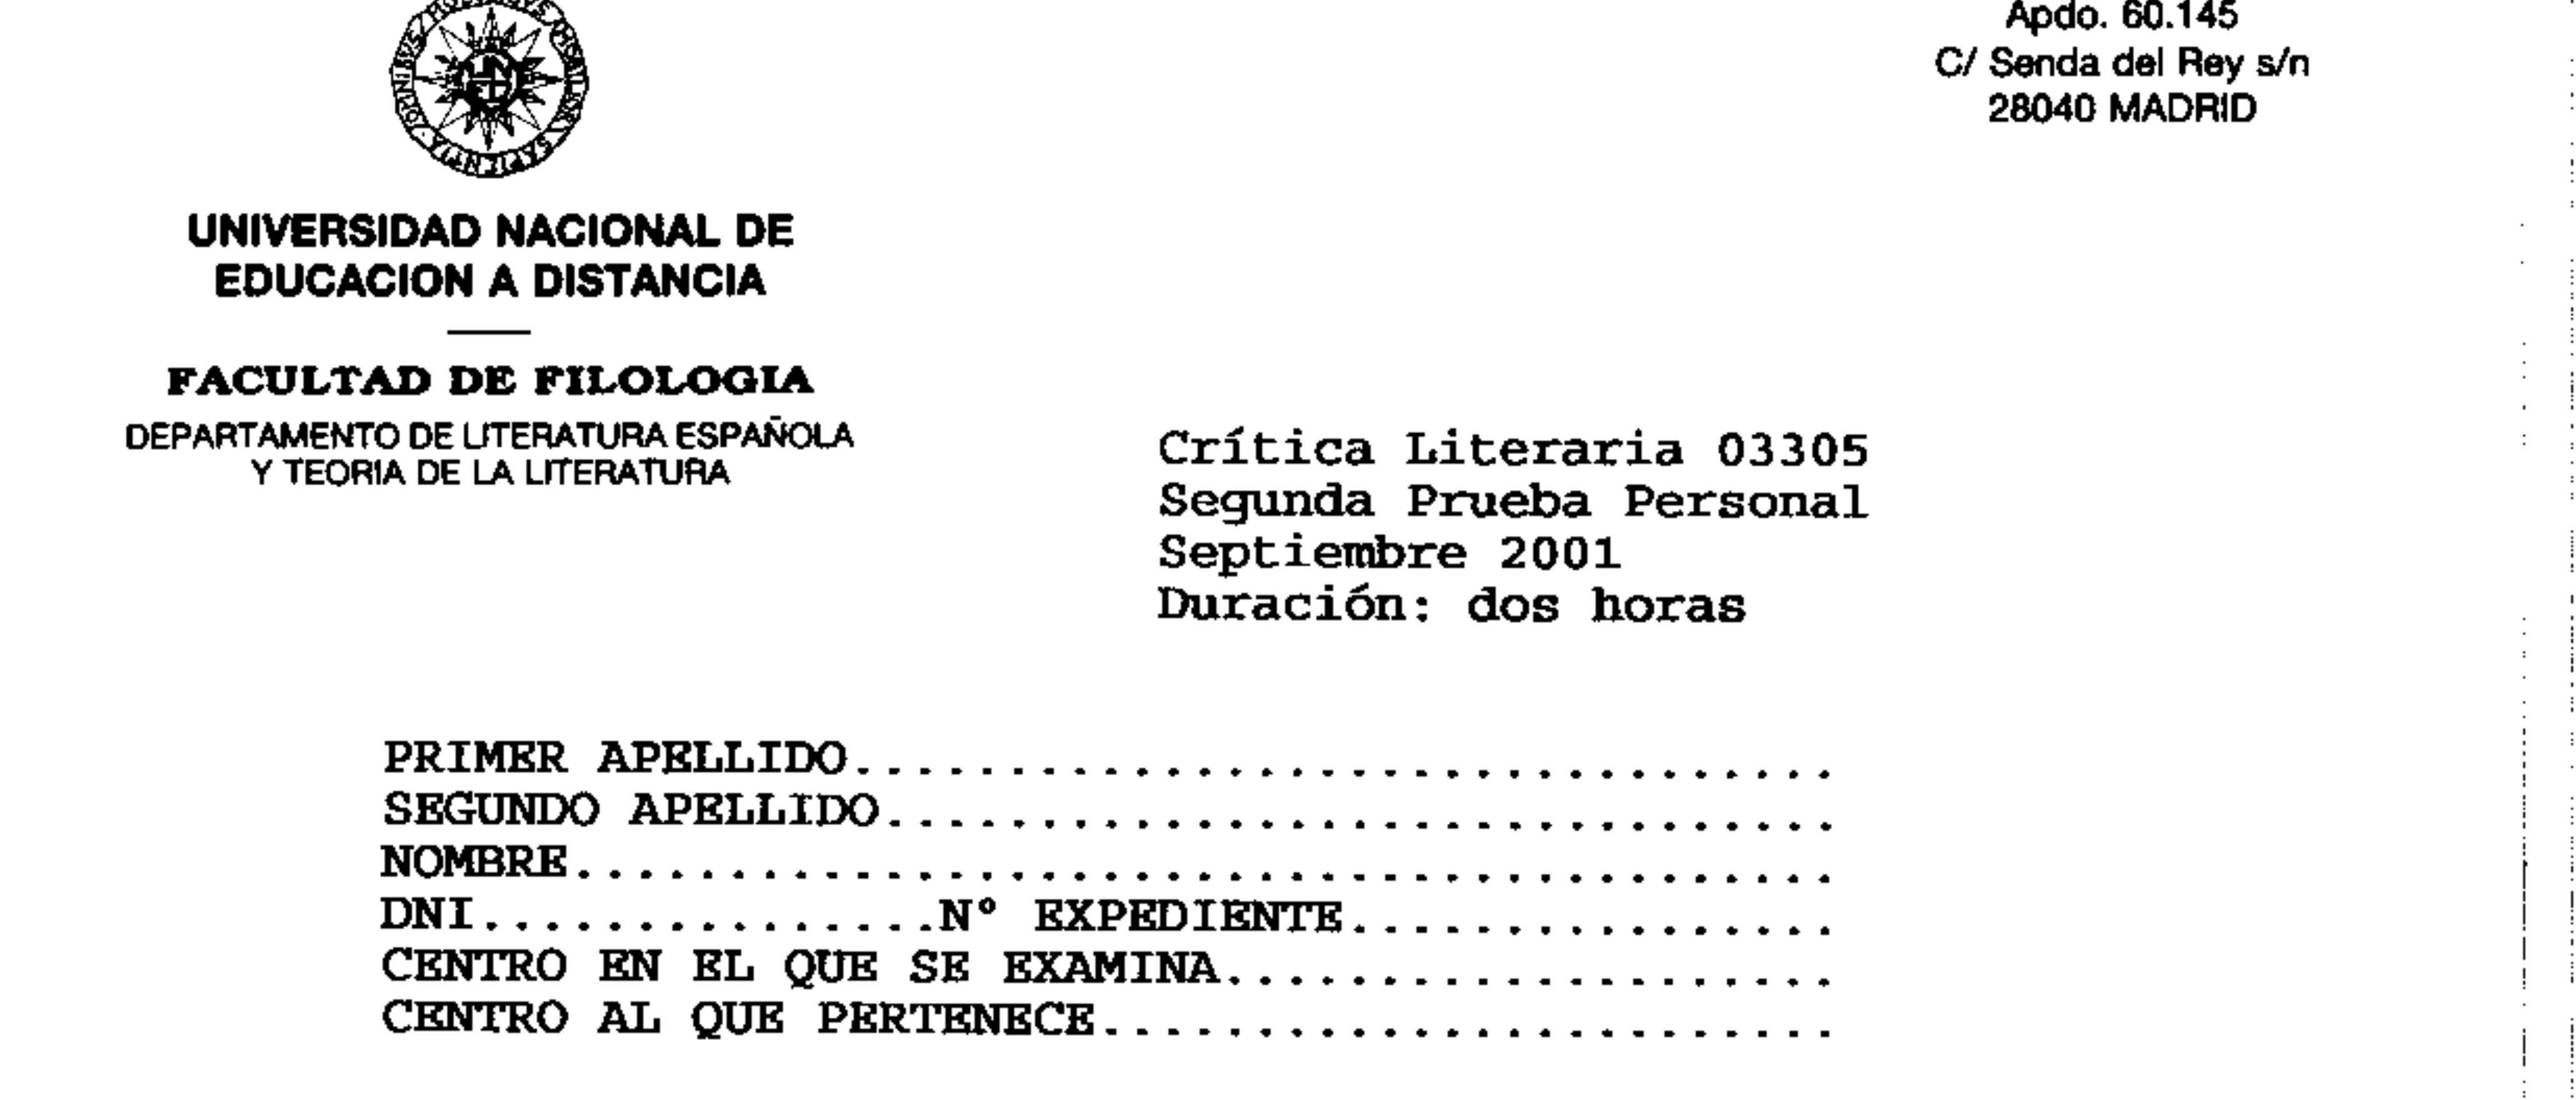 Apdo. 60.145
C/ Senda del Rey s/n
28040 MADRID
UNIVERSIDAD NACIONAL DE
EDUCACION A DISTANCIA
FACULTAD DE FILOLOGIA
DEPARTAMENTO DE LITERATURA ESPAÑOLA
Y TEORIA DE LA LITERATURA
Crítica Literaria 03305
Segunda Prueba Personal
Septiembre 2001
Duración: dos horas
PRIMER APELLIDO................................
SEGUNDO APELLIDO...............................
NOMBRE.........................................
DNI...............Nº EXPEDIENTE................
CENTRO EN EL QUE SE EXAMINA....................
CENTRO AL QUE PERTENECE........................